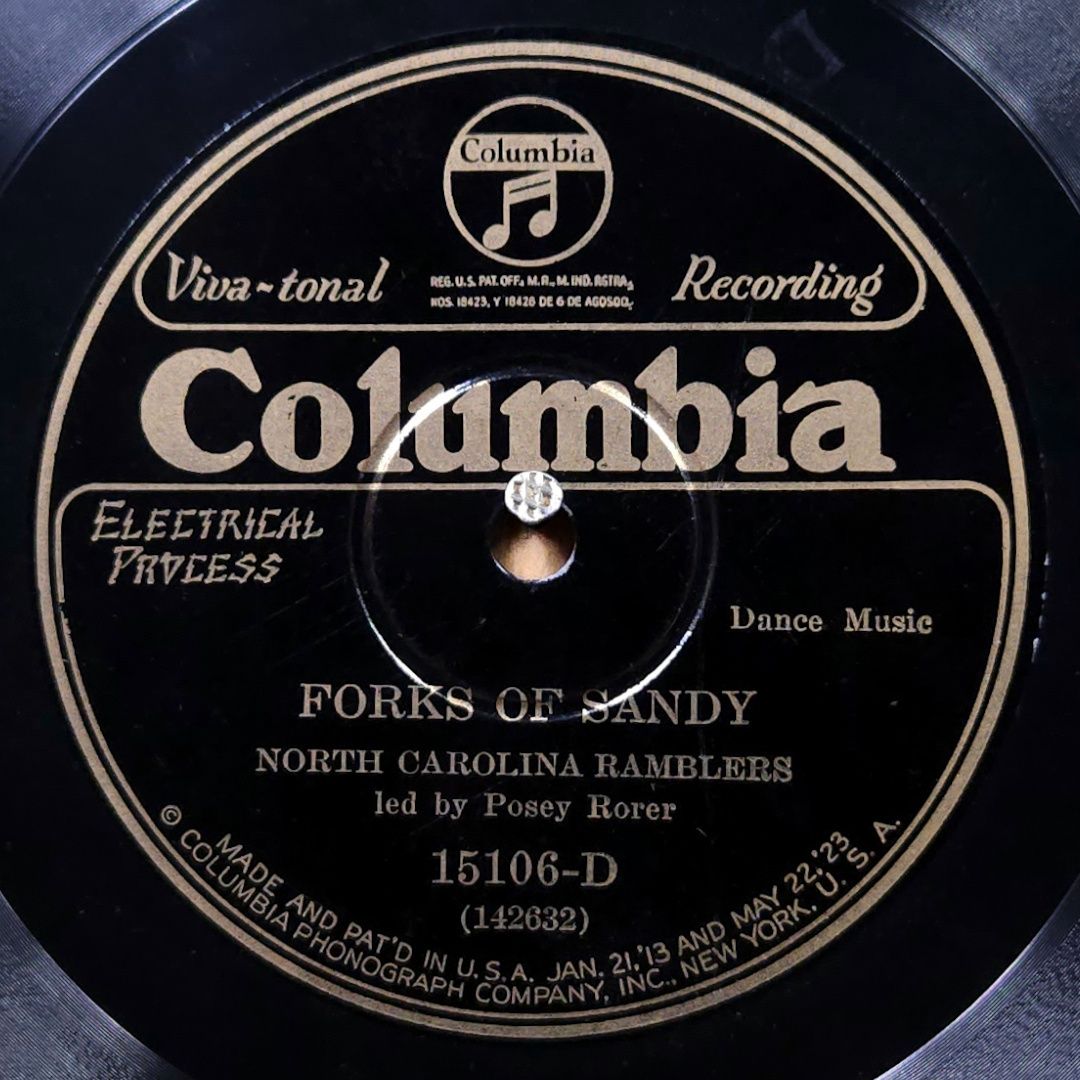 Columbia
Viva-tonal
Recording
REG. U.S. PAT. OFF., M.R., M. IND. RGTRA,
NOS. 18423, Y 18426 DE 6 DE AGOSOO,
Columbia
ELECTRICAL
PROCESS
Dance Music
FORKS OF SANDY
NORTH CAROLINA RAMBLERS
led by Posey Rorer
15106-D
(142632)
MADE AND PAT'D IN U.S.A. JAN. 21,'13 AND MAY 22,'23
© COLUMBIA PHONOGRAPH COMPANY, INC., NEW YORK. U. S. A.